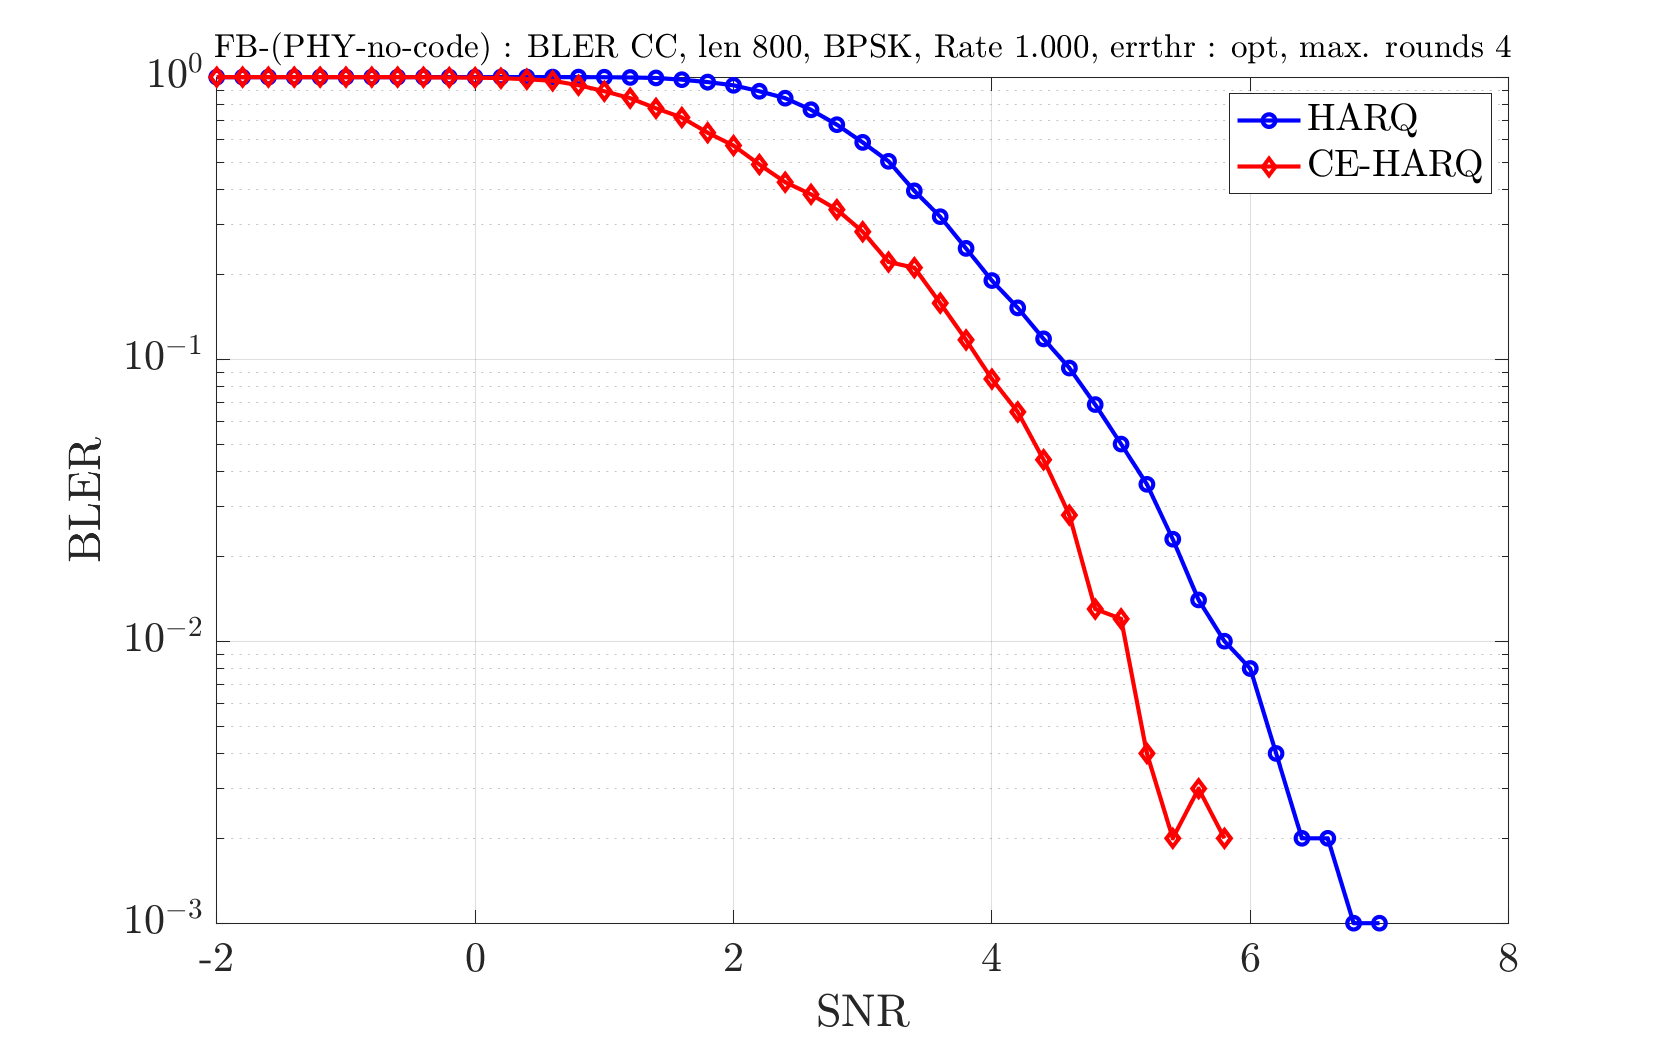 FB-(PHY-no-code) : BLER CC, len 800, BPSK, Rate 1.000, errthr : opt, max. rounds 4
10^0
HARQ
CE-HARQ
10^{-1}
BLER
10^{-2}
10^{-3}
-2 0 2 4 6 8
SNR